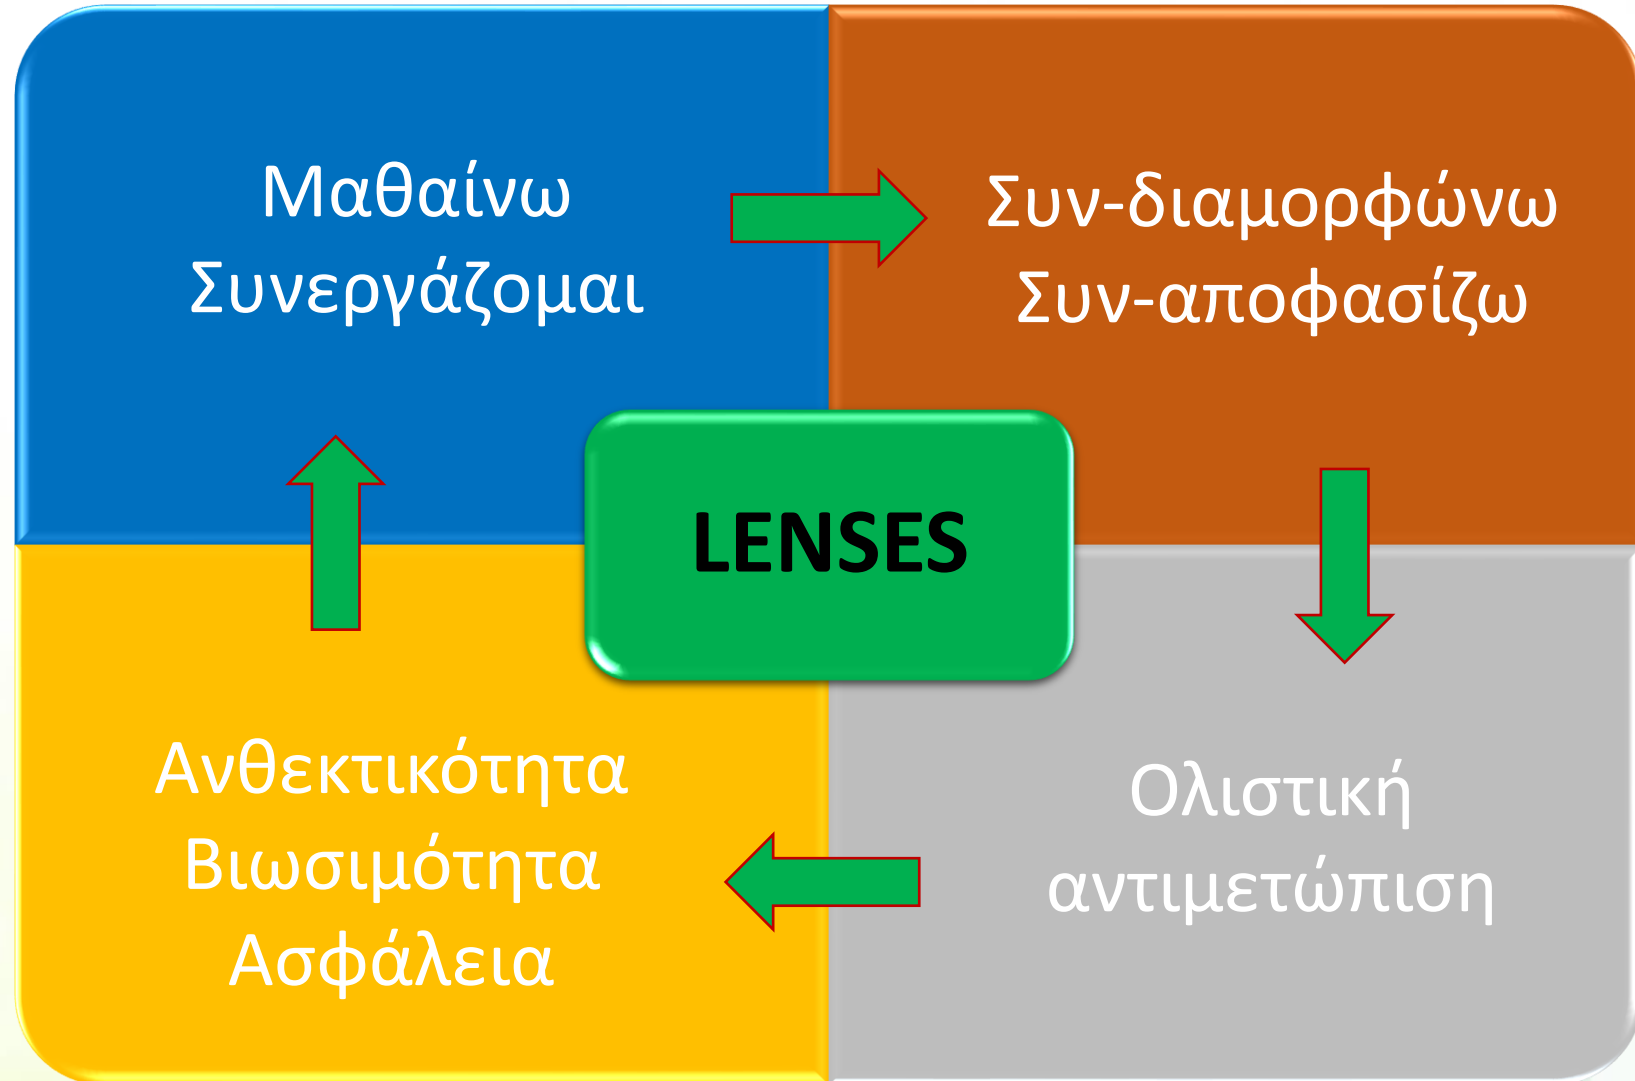 Μαθαίνω
Συνεργάζομαι
Συν-διαμορφώνω
Συν-αποφασίζω
LENSES
Ανθεκτικότητα
Βιωσιμότητα
Ασφάλεια
Ολιστική
αντιμετώπιση